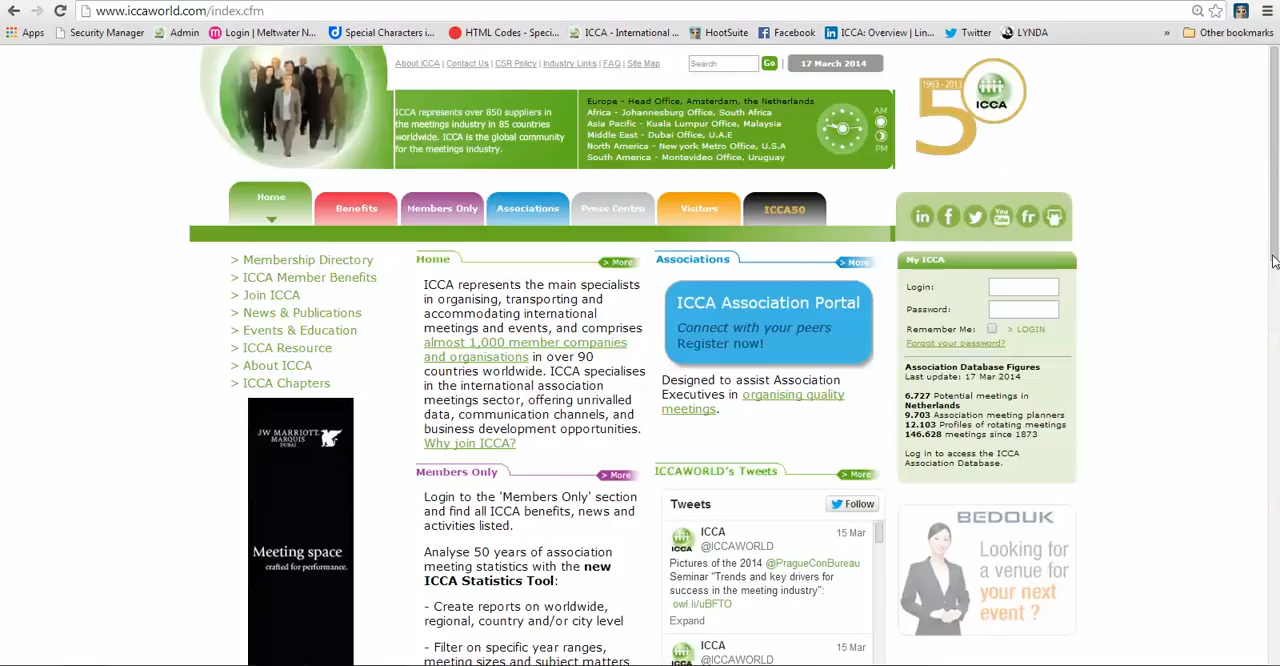 www.iccaworld.com/index.cfm
Apps
Security Manager
Admin
Login | Meltwater N...
Special Characters i...
HTML Codes - Speci...
ICCA - International ...
HootSuite
Facebook
ICCA: Overview | Lin...
Twitter
LYNDA
»
Other bookmarks
About ICCA | Contact Us | CSR Policy | Industry Links | FAQ | Site Map
Search
Go
17 March 2014
1963 - 2013
5
ICCA
ICCA represents over 850 suppliers in
the meetings industry in 85 countries
worldwide. ICCA is the global community
for the meetings industry.
Europe - Head Office, Amsterdam, the Netherlands
Africa - Johannesburg Office, South Africa
Asia Pacific - Kuala Lumpur Office, Malaysia
Middle East - Dubai Office, U.A.E
North America - New york Metro Office, U.S.A
South America - Montevideo Office, Uruguay
AM
PM
Home
Benefits
Members Only
Associations
Press Centre
Visitors
ICCA50
in f You Tube fr
> Membership Directory
> ICCA Member Benefits
> Join ICCA
> News & Publications
> Events & Education
> ICCA Resource
> About ICCA
> ICCA Chapters
JW MARRIOTT
MARQUIS
DUBAI
Meeting space
crafted for performance.
Home
> More
ICCA represents the main specialists
in organising, transporting and
accommodating international
meetings and events, and comprises
almost 1,000 member companies
and organisations in over 90
countries worldwide. ICCA specialises
in the international association
meetings sector, offering unrivalled
data, communication channels, and
business development opportunities.
Why join ICCA?
Members Only
> More
Login to the 'Members Only' section
and find all ICCA benefits, news and
activities listed.
Analyse 50 years of association
meeting statistics with the new
ICCA Statistics Tool:
- Create reports on worldwide,
regional, country and/or city level
- Filter on specific year ranges,
meeting sizes and subject matters
Associations
> More
ICCA Association Portal
Connect with your peers
Register now!
Designed to assist Association
Executives in organising quality
meetings.
ICCAWORLD's Tweets
> More
Tweets
Follow
ICCA
15 Mar
@ICCAWORLD
Pictures of the 2014 @PragueConBureau
Seminar "Trends and key drivers for
success in the meeting industry":
owl.li/uBFTO
Expand
ICCA
15 Mar
@ICCAWORLD
My ICCA
Login:
Password:
Remember Me:
> LOGIN
Forgot your password?
Association Database Figures
Last update: 17 Mar 2014
6.727 Potential meetings in
Netherlands
9.703 Association meeting planners
12.103 Profiles of rotating meetings
146.628 meetings since 1873
Log in to access the ICCA
Association Database.
BEDOUK
Looking for
a venue for
your next
event ?